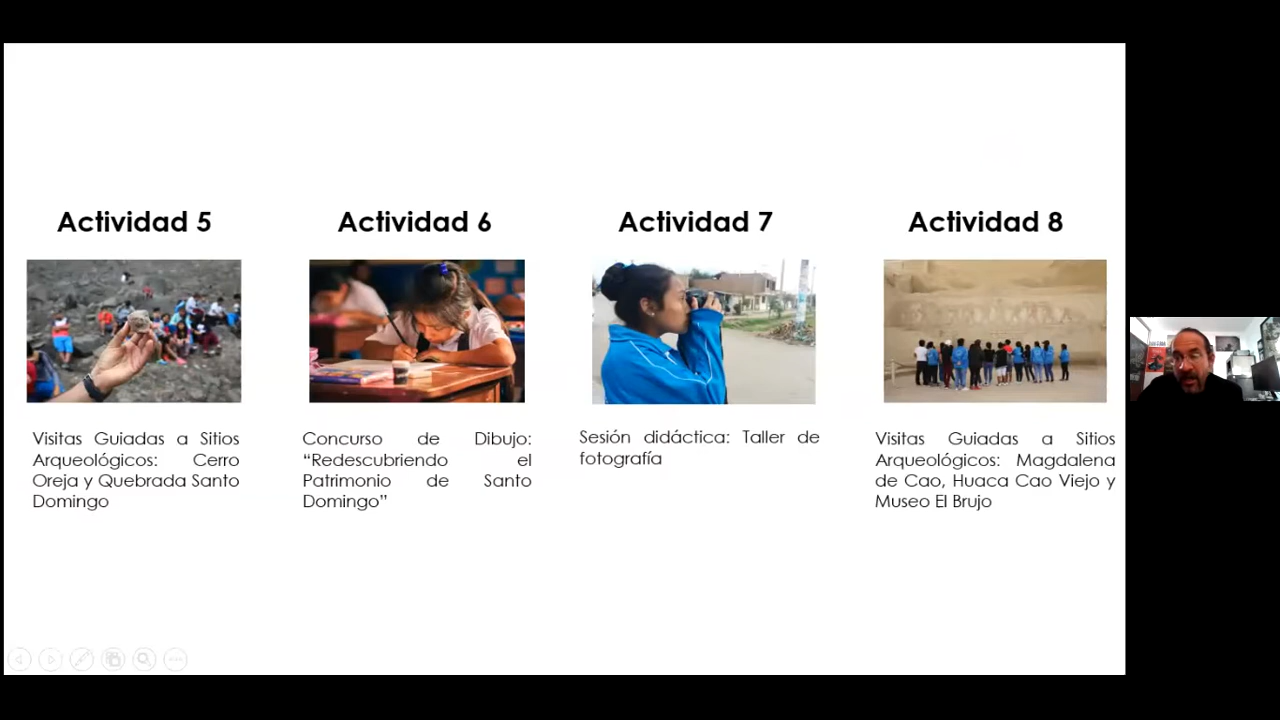 Actividad 5
Visitas Guiadas a Sitios
Arqueológicos: Cerro
Oreja y Quebrada Santo
Domingo
Actividad 6
Concurso de Dibujo:
“Redescubriendo el
Patrimonio de Santo
Domingo”
Actividad 7
Sesión didáctica: Taller de
fotografía
Actividad 8
Visitas Guiadas a Sitios
Arqueológicos: Magdalena
de Cao, Huaca Cao Viejo y
Museo El Brujo